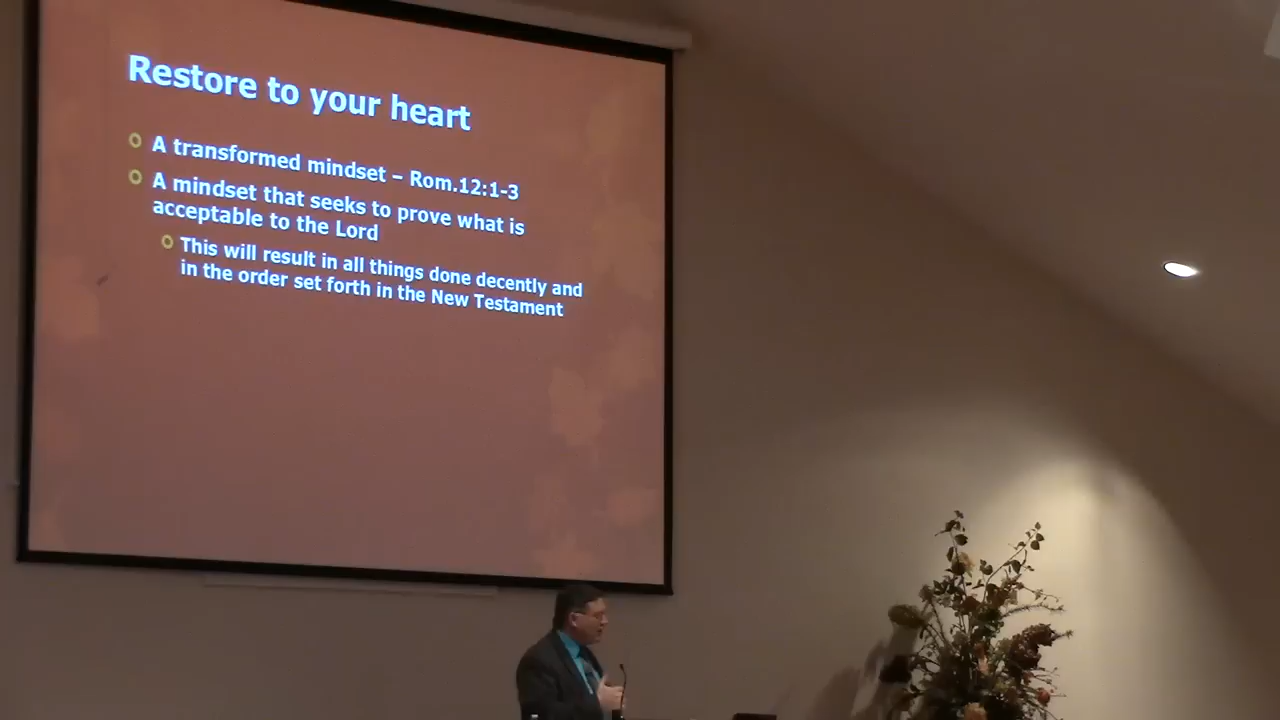 Restore to your heart
A transformed mindset – Rom.12:1-3
A mindset that seeks to prove what is
acceptable to the Lord
This will result in all things done decently and
in the order set forth in the New Testament